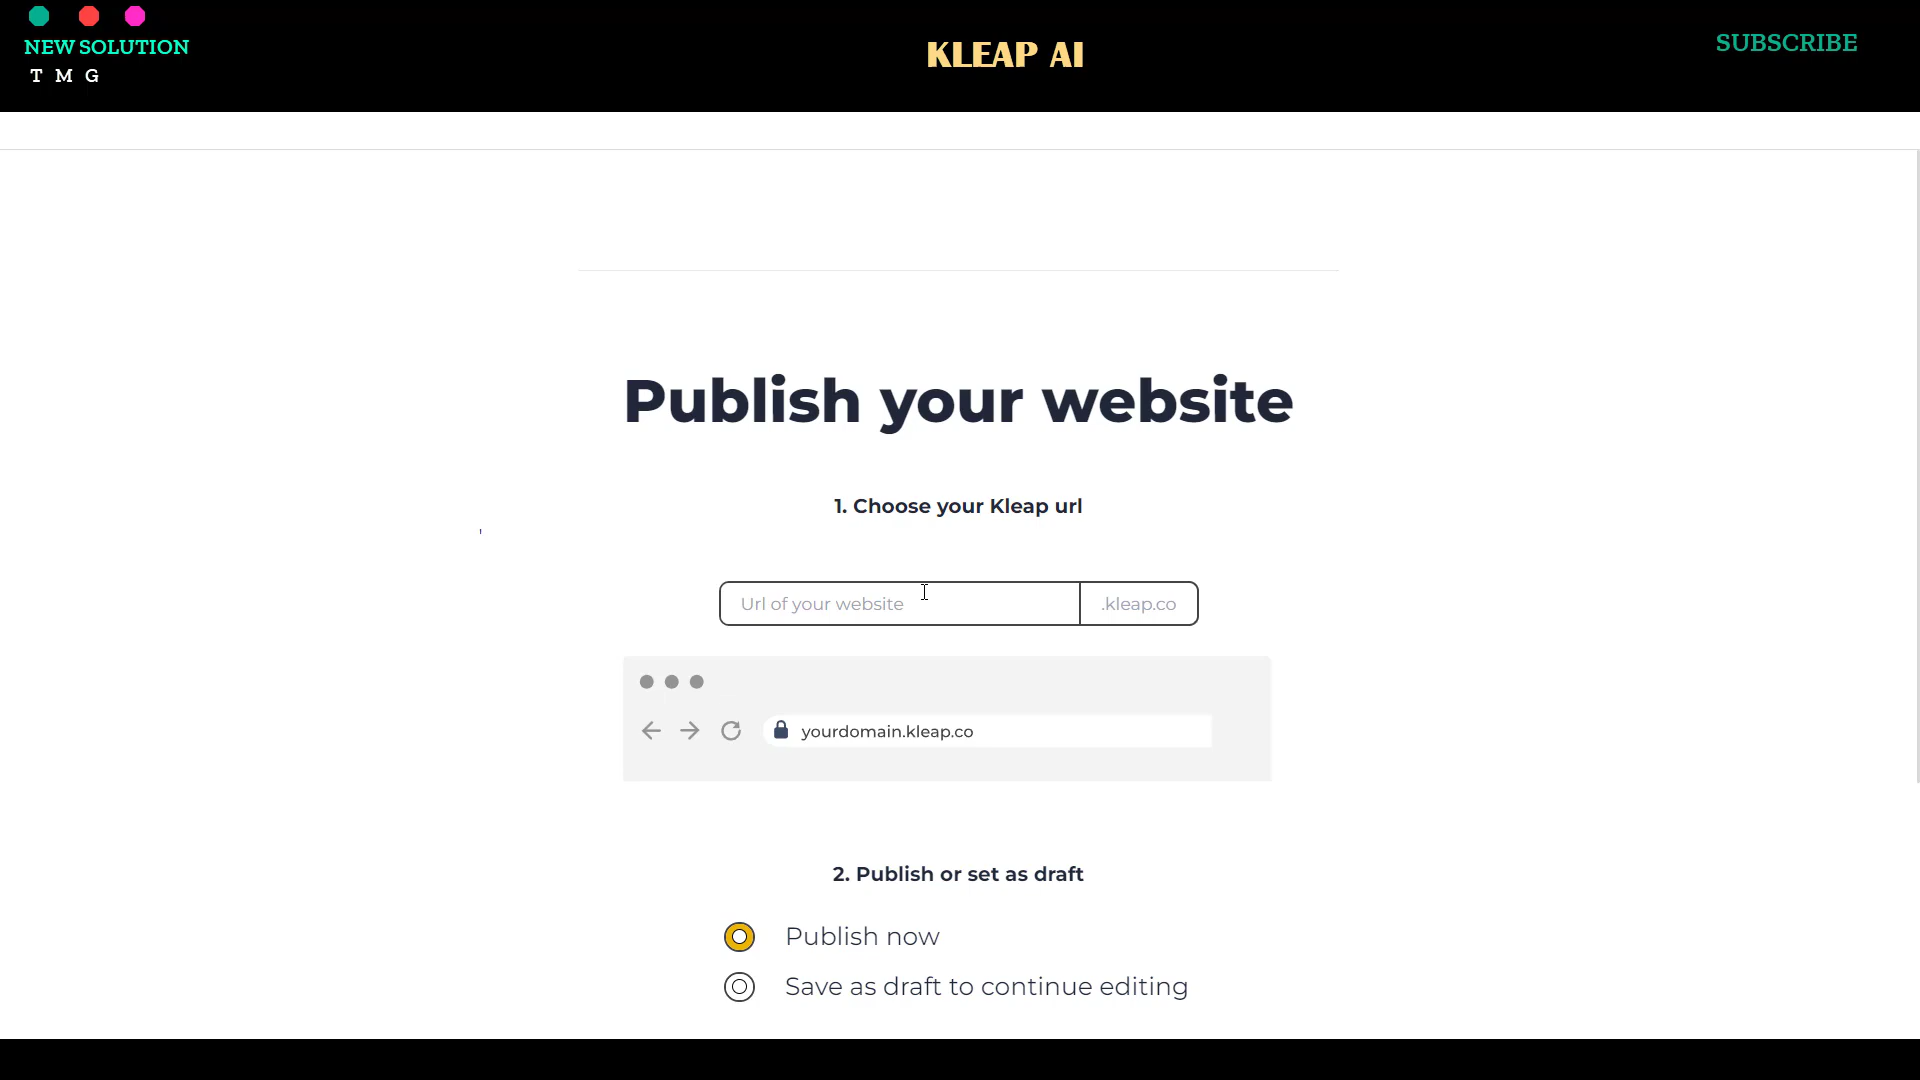 NEW SOLUTION
T M G
KLEAP AI
SUBSCRIBE
Publish your website
1. Choose your Kleap url
Url of your website
.kleap.co
yourdomain.kleap.co
2. Publish or set as draft
Publish now
Save as draft to continue editing